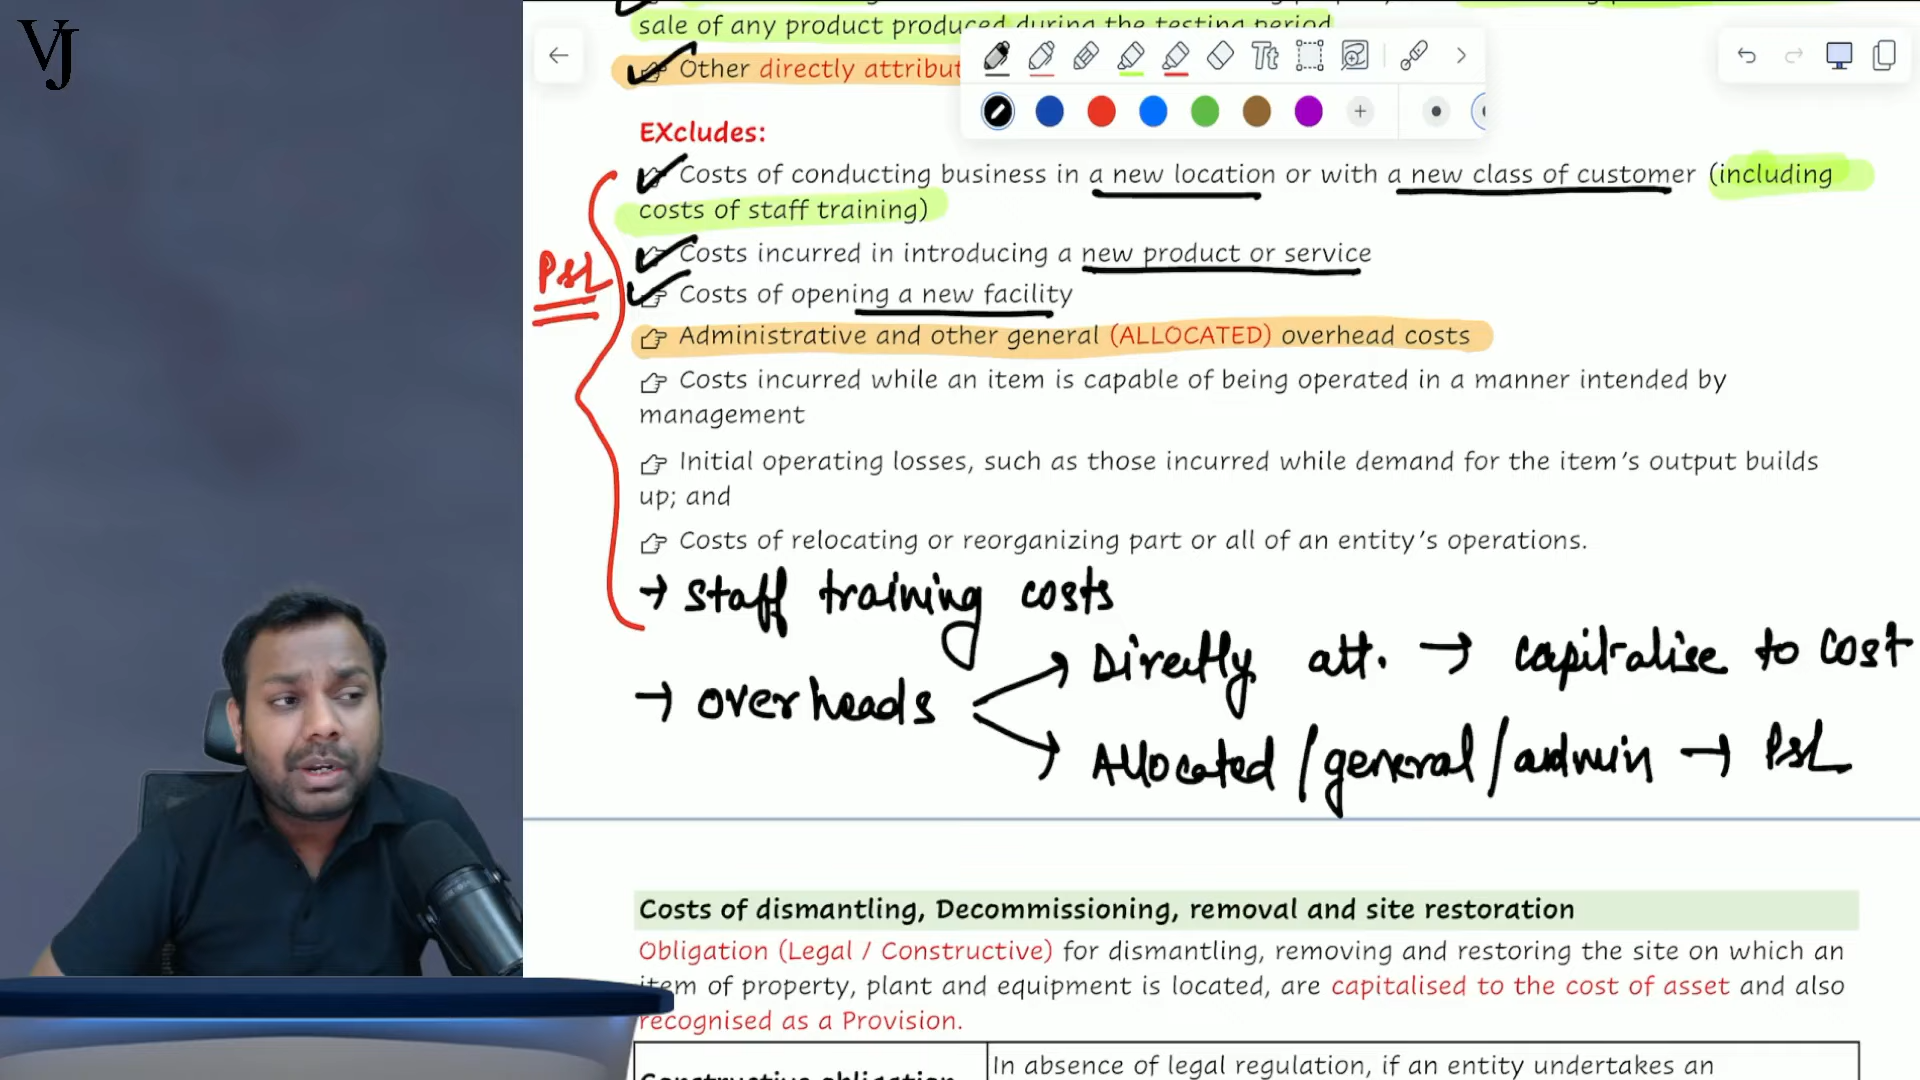 VJ
sale of any product produced during the testing period
Other directly attribut
Tt
EXcludes:
Costs of conducting business in a new location or with a new class of customer (including
costs of staff training)
Costs incurred in introducing a new product or service
P&L
Costs of opening a new facility
Administrative and other general (ALLOCATED) overhead costs
Costs incurred while an item is capable of being operated in a manner intended by
management
Initial operating losses, such as those incurred while demand for the item's output builds
up; and
Costs of relocating or reorganizing part or all of an entity's operations.
→ staff training costs
Directly att. → capitalise to cost
→ overheads
Allocated / general / admin → P&L
Costs of dismantling, Decommissioning, removal and site restoration
Obligation (Legal / Constructive) for dismantling, removing and restoring the site on which an
item of property, plant and equipment is located, are capitalised to the cost of asset and also
recognised as a Provision.
Constructive obligation
In absence of legal regulation, if an entity undertakes an